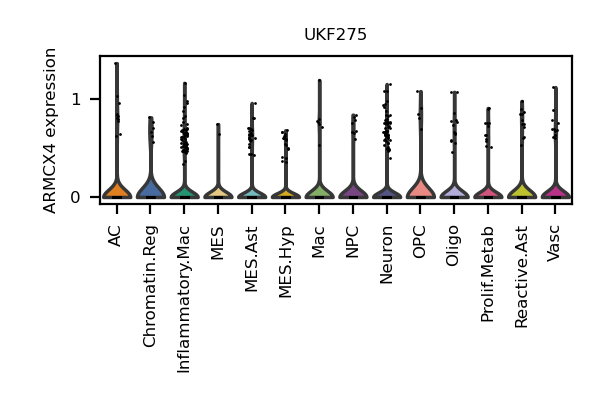 UKF275
ARMCX4 expression
1
0
AC
Chromatin.Reg
Inflammatory.Mac
MES
MES.Ast
MES.Hyp
Mac
NPC
Neuron
OPC
Oligo
Prolif.Metab
Reactive.Ast
Vasc